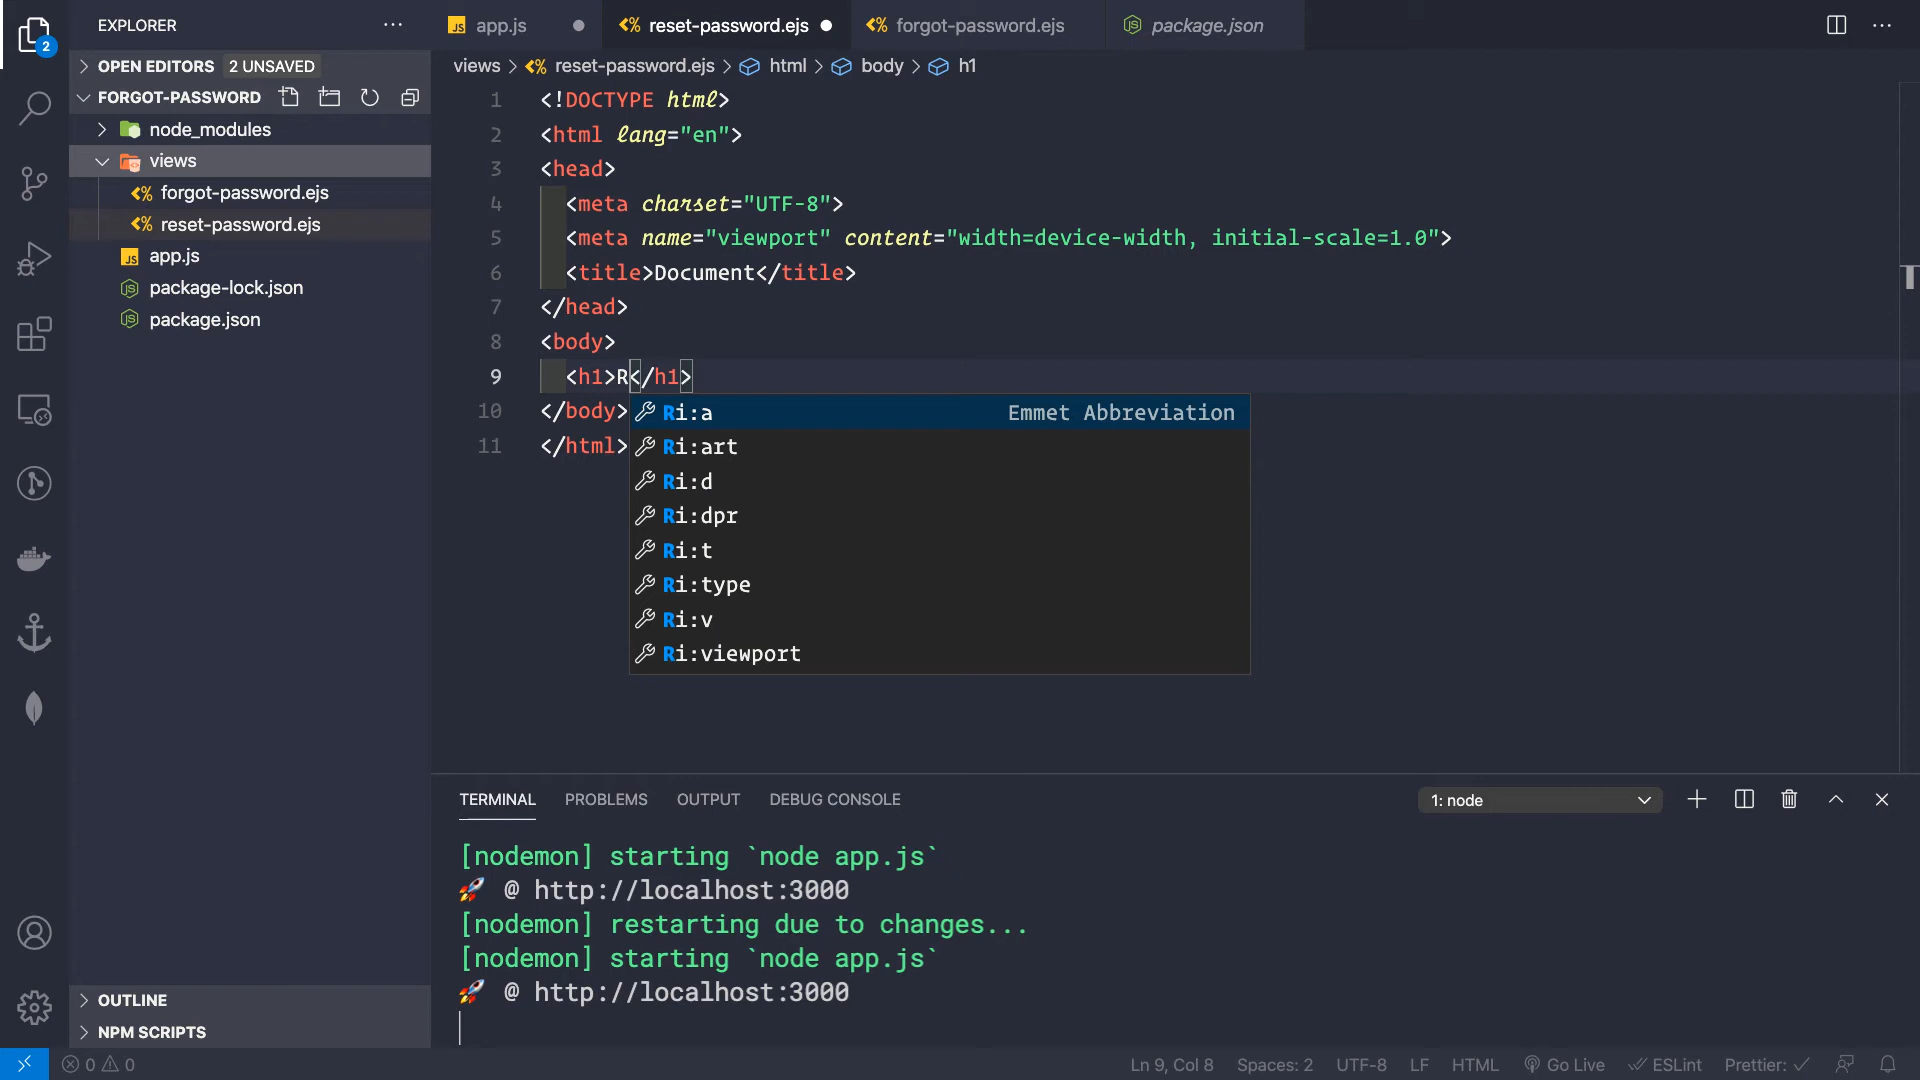 EXPLORER
OPEN EDITORS 2 UNSAVED
FORGOT-PASSWORD
node_modules
views
forgot-password.ejs
reset-password.ejs
app.js
package-lock.json
package.json
OUTLINE
NPM SCRIPTS
2
JS app.js
reset-password.ejs
forgot-password.ejs
package.json
views > reset-password.ejs > html > body > h1
1 <!DOCTYPE html>
2 <html lang="en">
3 <head>
4 <meta charset="UTF-8">
5 <meta name="viewport" content="width=device-width, initial-scale=1.0">
6 <title>Document</title>
7 </head>
8 <body>
9 <h1>R</h1>
10 </body>
11 </html>
Ri:a Emmet Abbreviation
Ri:art
Ri:d
Ri:dpr
Ri:t
Ri:type
Ri:v
Ri:viewport
TERMINAL PROBLEMS OUTPUT DEBUG CONSOLE 1: node
[nodemon] starting `node app.js`
🚀 @ http://localhost:3000
[nodemon] restarting due to changes...
[nodemon] starting `node app.js`
🚀 @ http://localhost:3000
0 0 Ln 9, Col 8 Spaces: 2 UTF-8 LF HTML Go Live ESLint Prettier: ✓